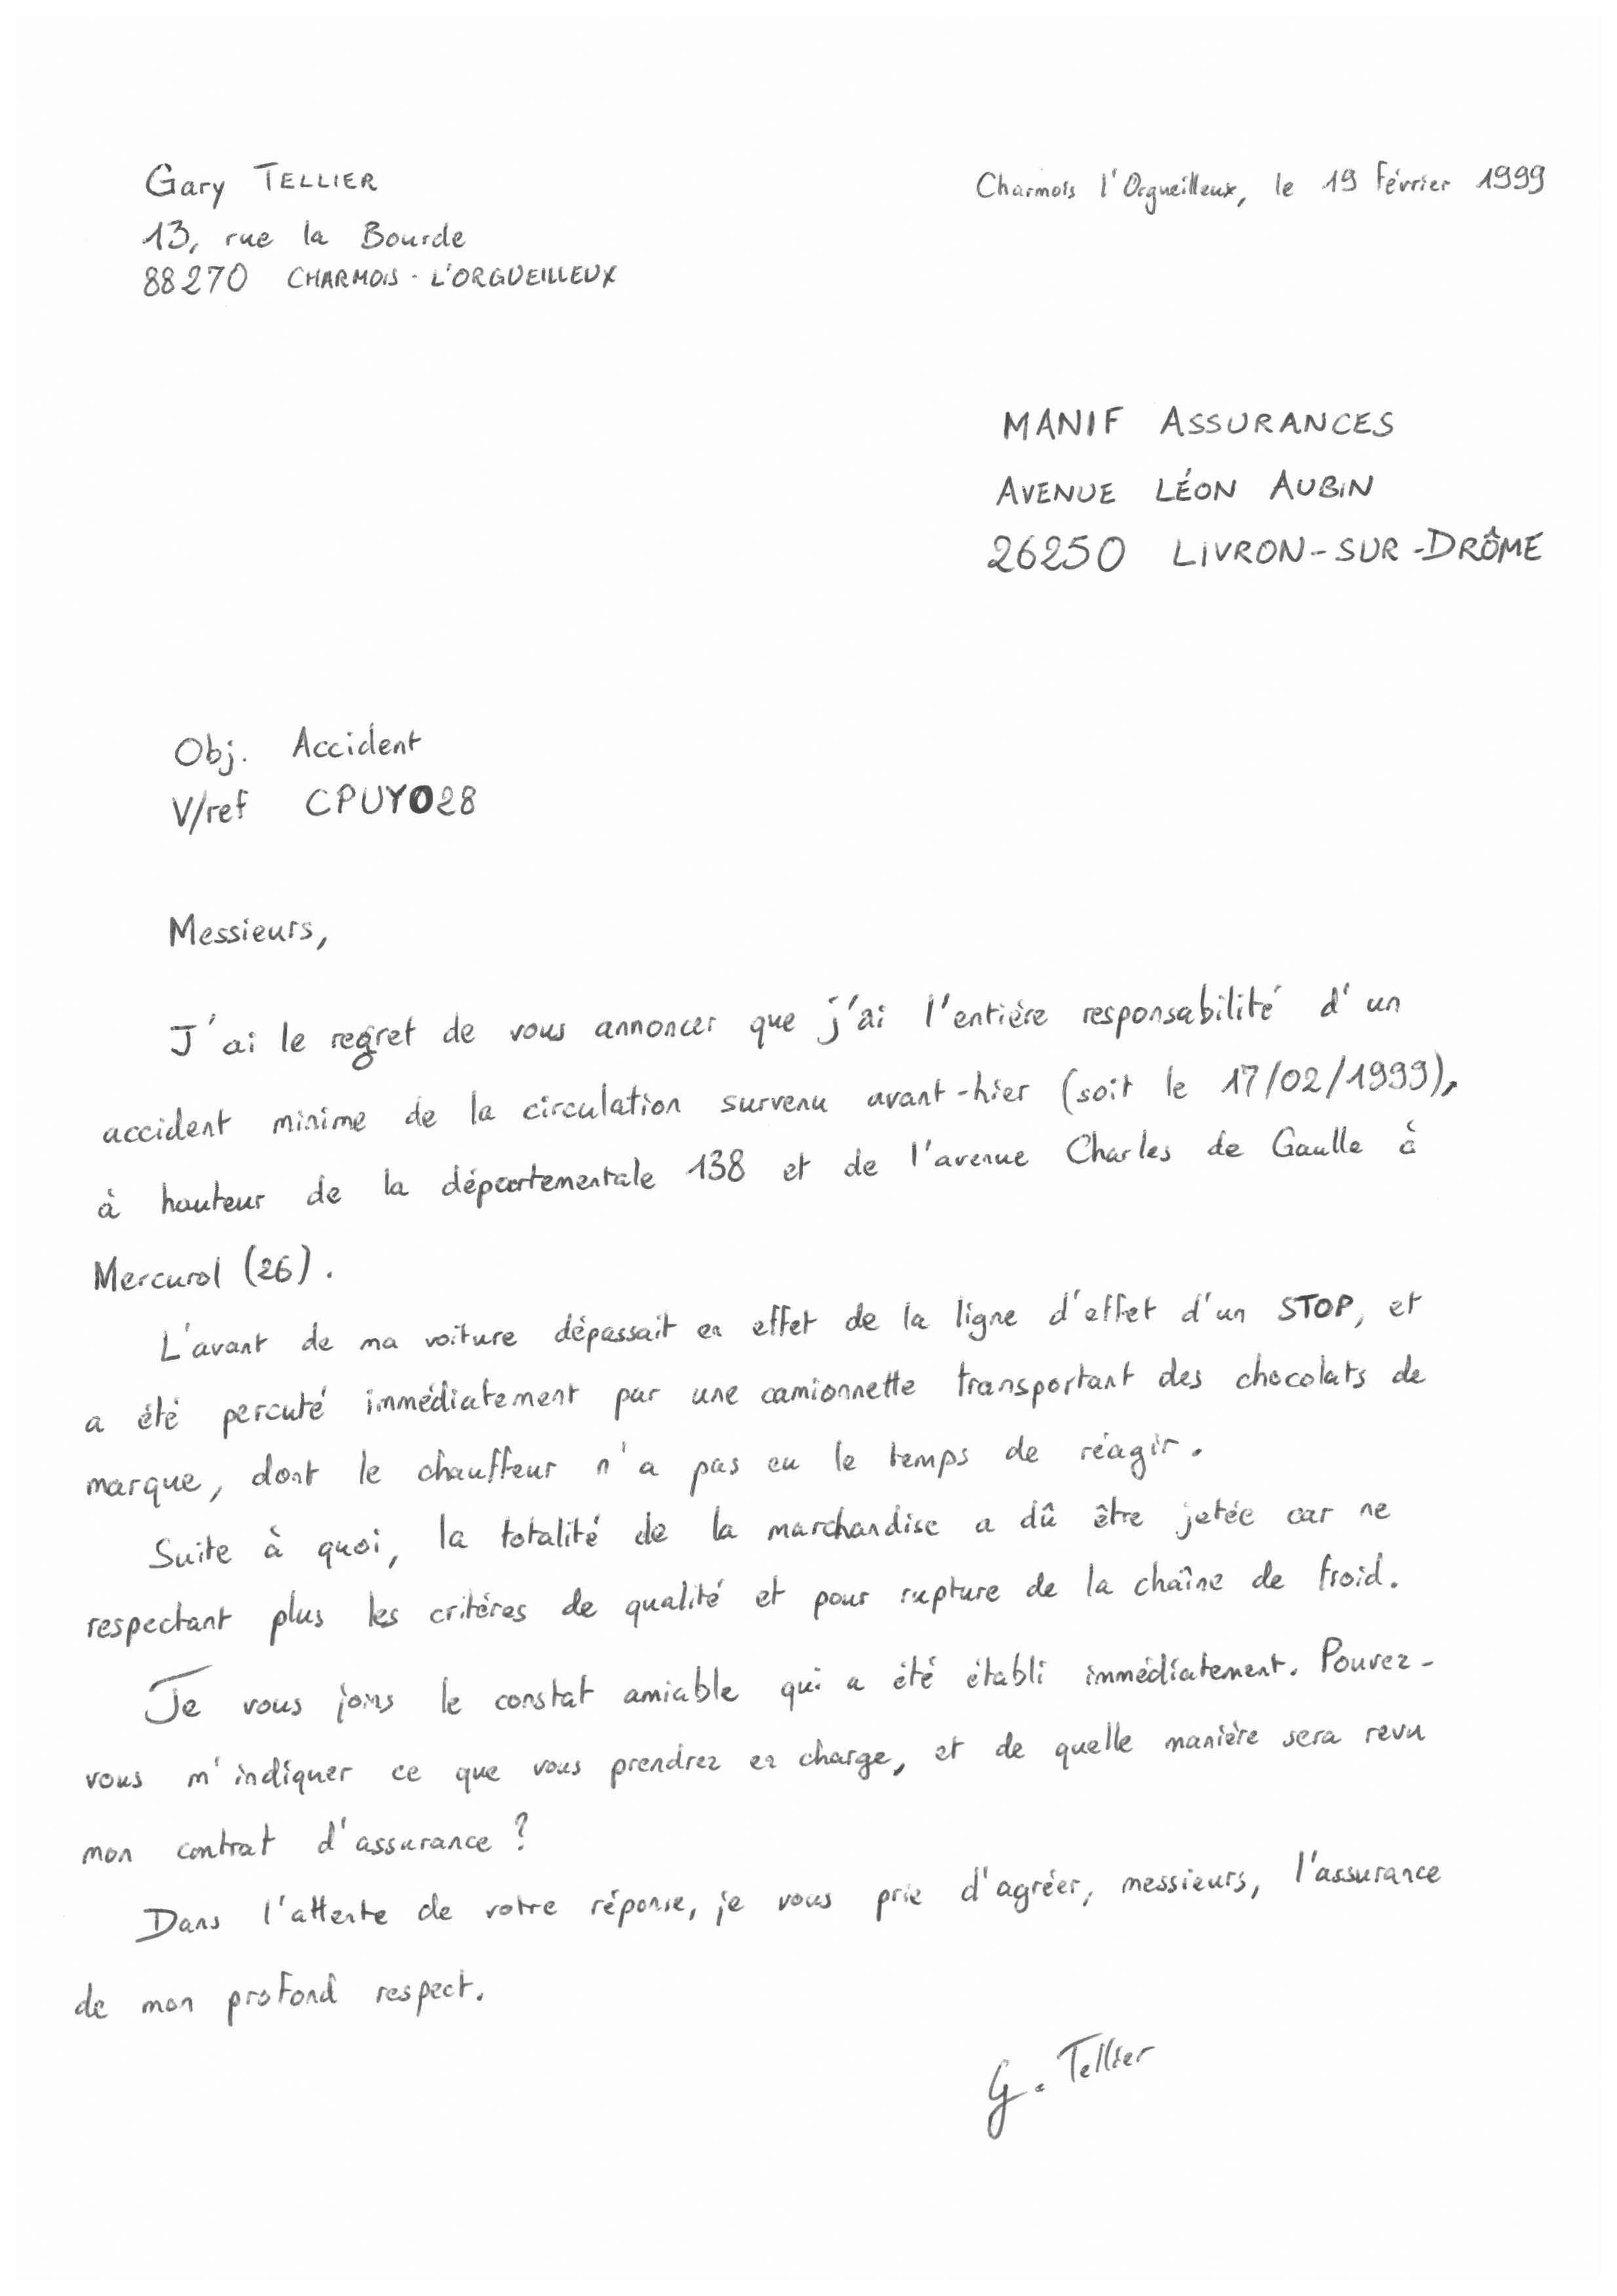 Gary TELLIER
Charmois l'Orgueilleux, le 19 février 1999
13, rue la Bourde
88270 CHARMOIS - L'ORGUEILLEUX
MANIF ASSURANCES
AVENUE LÉON AUBIN
26250 LIVRON-SUR-DRÔME
Obj. Accident
V/ref CPUYO28
Messieurs,
J'ai le regret de vous annoncer que j'ai l'entière responsabilité d'un
accident minime de la circulation survenu avant-hier (soit le 17/02/1999),
à hauteur de la départementale 138 et de l'avenue Charles de Gaulle à
Mercurol (26).
L'avant de ma voiture dépassait en effet de la ligne d'effet d'un STOP, et
a été percuté immédiatement par une camionnette transportant des chocolats de
marque, dont le chauffeur n'a pas eu le temps de réagir.
Suite à quoi, la totalité de la marchandise a dû être jetée car ne
respectant plus les critères de qualité et pour rupture de la chaîne de froid.
Je vous joins le constat amiable qui a été établi immédiatement. Pouvez-
vous m'indiquer ce que vous prendrez en charge, et de quelle manière sera revu
mon contrat d'assurance ?
Dans l'attente de votre réponse, je vous prie d'agréer, messieurs, l'assurance
de mon profond respect.
G. Tellier